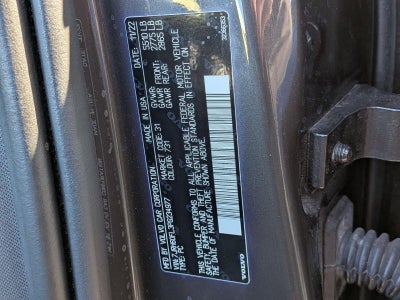 MFD. BY VOLVO CAR CORPORATION MADE IN USA DATE: 11/22
GVWR: 5510 LB
MARKET CODE: 31 GAWR FRONT: 2775 LB
COLOUR: 731 GAWR REAR: 2865 LB
TYPE: PC
THIS VEHICLE CONFORMS TO ALL APPLICABLE FEDERAL MOTOR VEHICLE
SAFETY, BUMPER AND THEFT PREVENTION STANDARDS IN EFFECT ON
THE DATE OF MANUFACTURE SHOWN ABOVE.
VOLVO